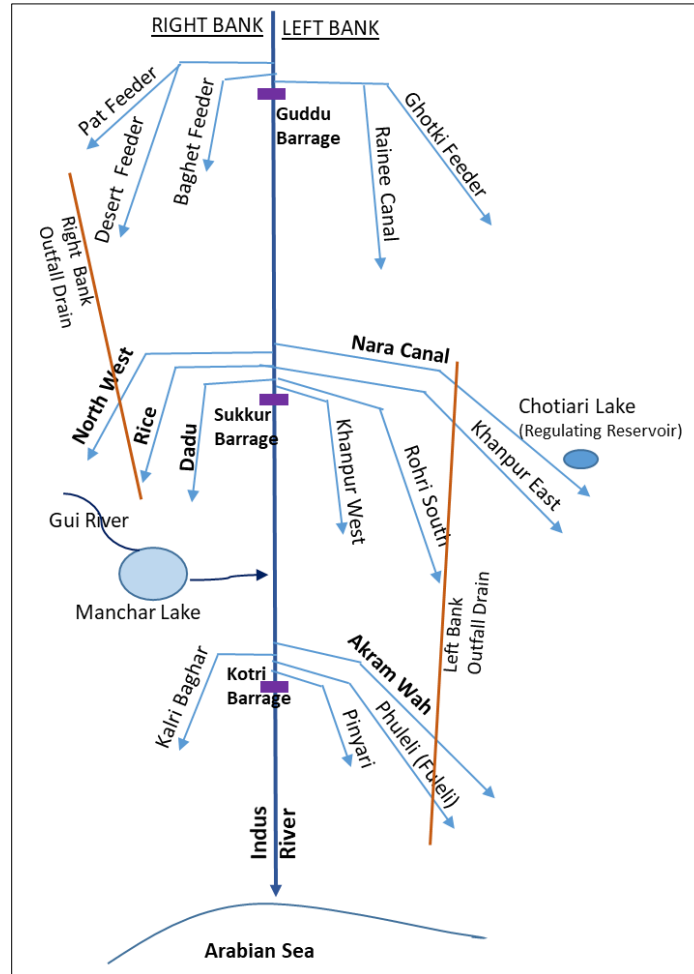 RIGHT BANK
LEFT BANK
Pat Feeder
Desert Feeder
Baghet Feeder
Guddu
Barrage
Rainee Canal
Ghotki Feeder
Right Bank
Outfall Drain
North West
Rice
Dadu
Sukkur
Barrage
Nara Canal
Khanpur West
Rohri South
Khanpur East
Chotiari Lake
(Regulating Reservoir)
Gui River
Manchar Lake
Left Bank
Outfall Drain
Kalri Baghar
Kotri
Barrage
Akram Wah
Phuleli (Fuleli)
Pinyari
Indus
River
Arabian Sea